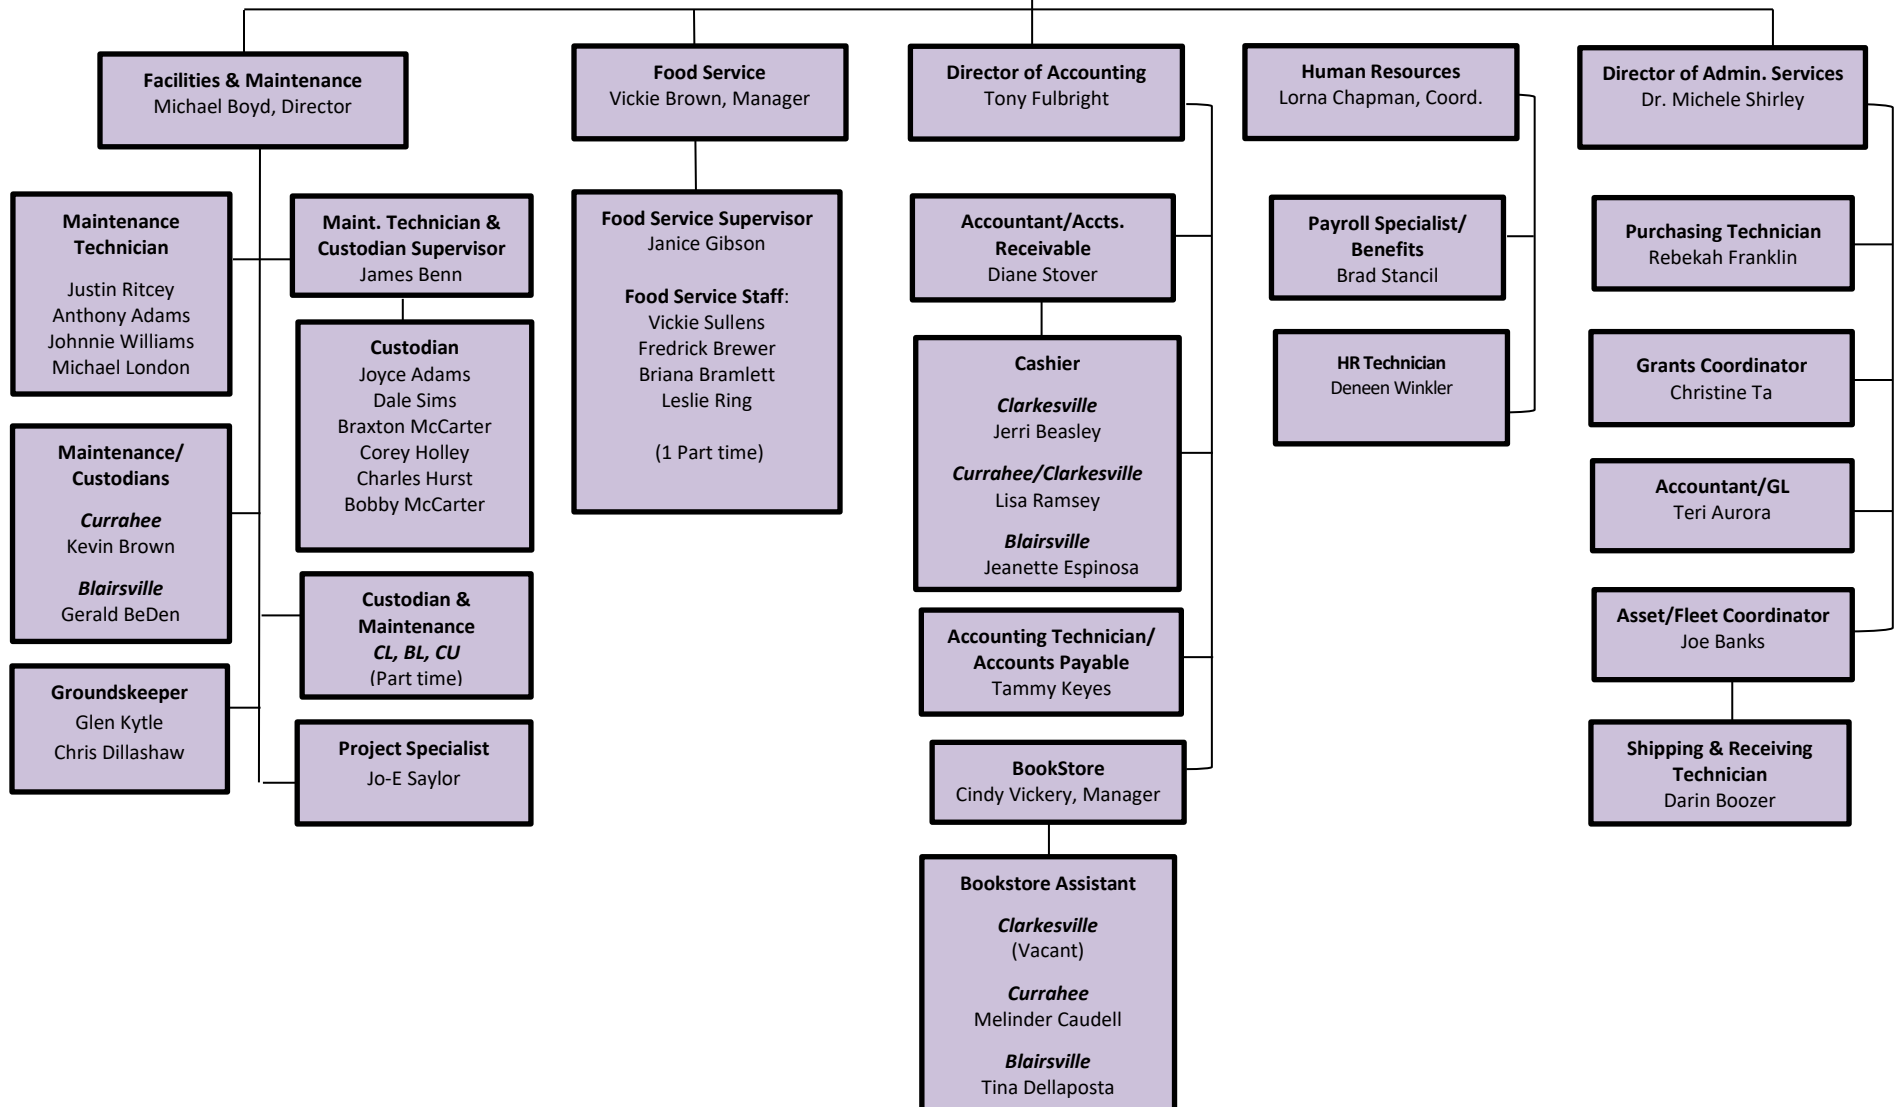 Facilities & Maintenance
Michael Boyd, Director
Food Service
Vickie Brown, Manager
Director of Accounting
Tony Fulbright
Human Resources
Lorna Chapman, Coord.
Director of Admin. Services
Dr. Michele Shirley
Maintenance
Technician
Justin Ritcey
Anthony Adams
Johnnie Williams
Michael London
Maint. Technician &
Custodian Supervisor
James Benn
Custodian
Joyce Adams
Dale Sims
Braxton McCarter
Corey Holley
Charles Hurst
Bobby McCarter
Maintenance/
Custodians
Currahee
Kevin Brown
Blairsville
Gerald BeDen
Custodian &
Maintenance
CL, BL, CU
(Part time)
Groundskeeper
Glen Kytle
Chris Dillashaw
Project Specialist
Jo-E Saylor
Food Service Supervisor
Janice Gibson
Food Service Staff:
Vickie Sullens
Fredrick Brewer
Briana Bramlett
Leslie Ring
(1 Part time)
Accountant/Accts.
Receivable
Diane Stover
Cashier
Clarkesville
Jerri Beasley
Currahee/Clarkesville
Lisa Ramsey
Blairsville
Jeanette Espinosa
Accounting Technician/
Accounts Payable
Tammy Keyes
BookStore
Cindy Vickery, Manager
Bookstore Assistant
Clarkesville
(Vacant)
Currahee
Melinder Caudell
Blairsville
Tina Dellaposta
Payroll Specialist/
Benefits
Brad Stancil
HR Technician
Deneen Winkler
Purchasing Technician
Rebekah Franklin
Grants Coordinator
Christine Ta
Accountant/GL
Teri Aurora
Asset/Fleet Coordinator
Joe Banks
Shipping & Receiving
Technician
Darin Boozer